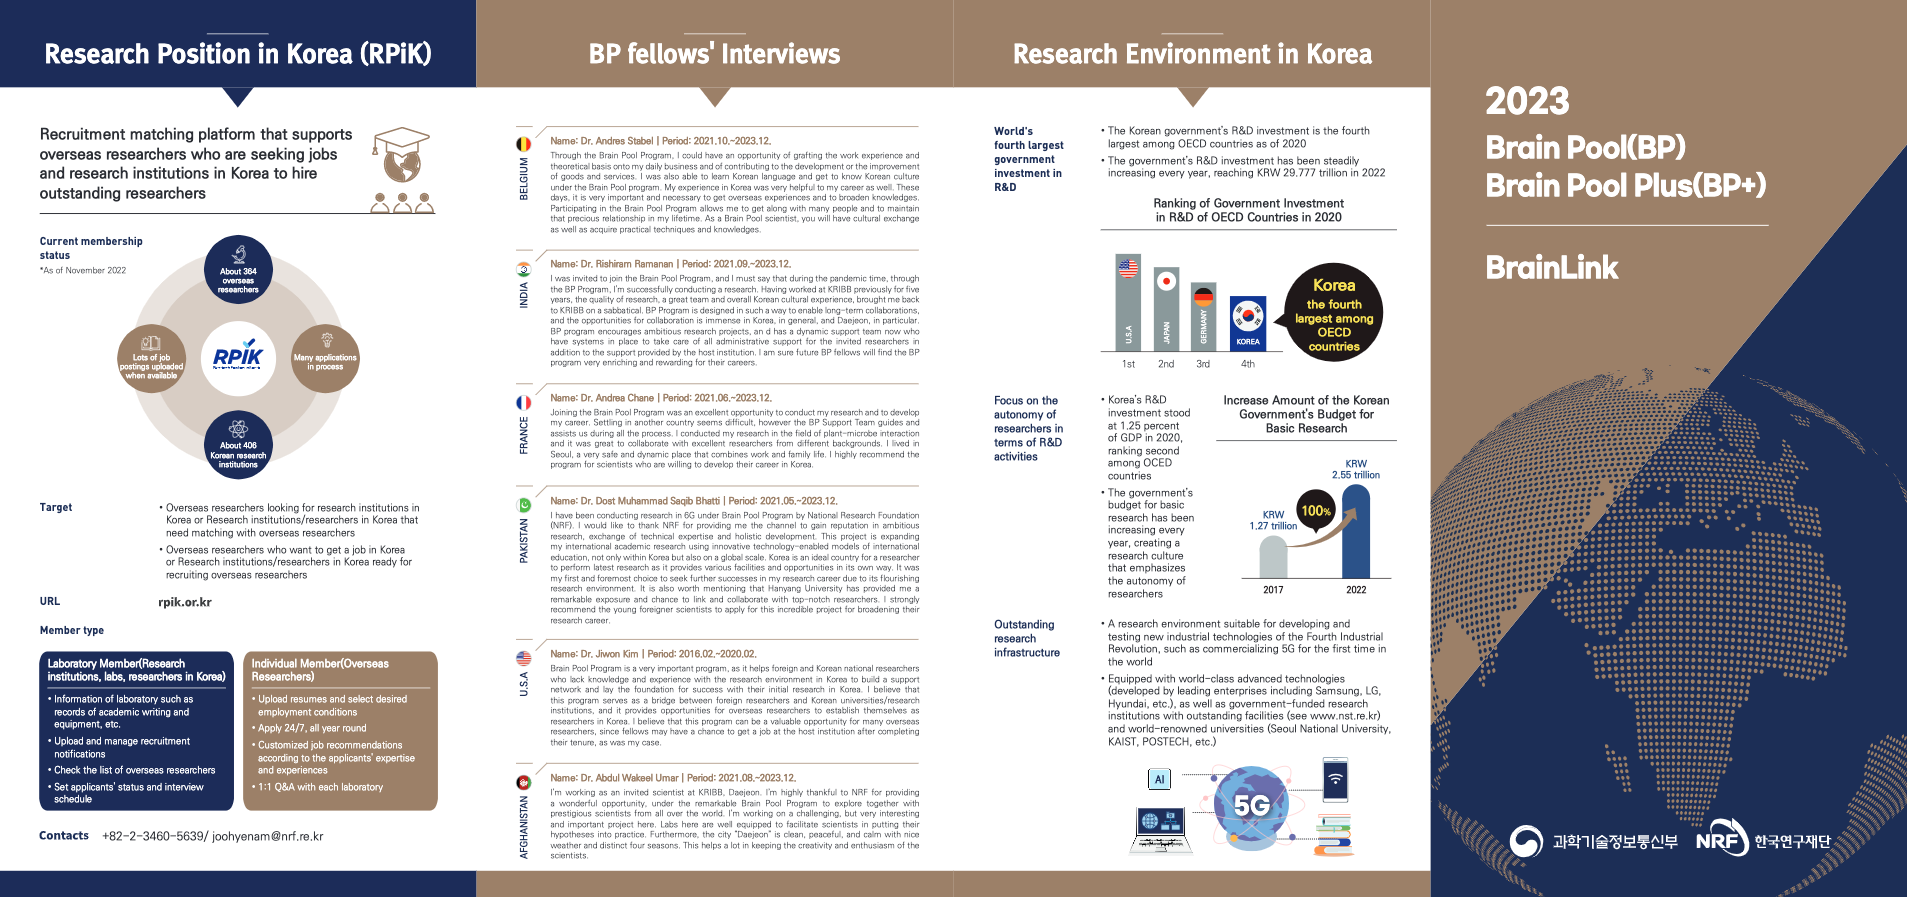 Research Position in Korea (RPiK)
Recruitment matching platform that supports
overseas researchers who are seeking jobs
and research institutions in Korea to hire
outstanding researchers
Current membership
status
*As of November 2022
About 364
overseas
researchers
Lots of job
postings uploaded
when available
RPiK
Many applications
in process
About 406
Korean research
institutions
Target
• Overseas researchers looking for research institutions in
Korea or Research institutions/researchers in Korea that
need matching with overseas researchers
• Overseas researchers who want to get a job in Korea
or Research institutions/researchers in Korea ready for
recruiting overseas researchers
URL
rpik.or.kr
Member type
Laboratory Member(Research
institutions, labs, researchers in Korea)
• Information of laboratory such as
records of academic writing and
equipment, etc.
• Upload and manage recruitment
notifications
• Check the list of overseas researchers
• Set applicants' status and interview
schedule
Individual Member(Overseas
Researchers)
• Upload resumes and select desired
employment conditions
• Apply 24/7, all year round
• Customized job recommendations
according to the applicants' expertise
and experiences
• 1:1 Q&A with each laboratory
Contacts +82-2-3460-5639/ joohyenam@nrf.re.kr
BP fellows' Interviews
BELGIUM
Name: Dr. Andres Stabel | Period: 2021.10.~2023.12.
Through the Brain Pool Program, I could have an opportunity of grafting the work experience and
theoretical basis onto my daily business and of contributing to the development or the improvement
of goods and services. I was also able to learn Korean language and get to know Korean culture
under the Brain Pool program. My experience in Korea was very helpful to my career as well. These
days, it is very important and necessary to get overseas experiences and to broaden knowledges.
Participating in the Brain Pool Program allows me to get along with many people and to maintain
that precious relationship in my lifetime. As a Brain Pool scientist, you will have cultural exchange
as well as acquire practical techniques and knowledges.
INDIA
Name: Dr. Rishiram Ramanan | Period: 2021.09.~2023.12.
I was invited to join the Brain Pool Program, and I must say that during the pandemic time, through
the BP Program, I'm successfully conducting a research. Having worked at KRIBB previously for five
years, the quality of research, a great team and overall Korean cultural experience, brought me back
to KRIBB on a sabbatical. BP Program is designed in such a way to enable long-term collaborations,
and the opportunities for collaboration is immense in Korea, in general, and Daejeon, in particular.
BP program encourages ambitious research projects, an d has a dynamic support team now who
have systems in place to take care of all administrative support for the invited researchers in
addition to the support provided by the host institution. I am sure future BP fellows will find the BP
program very enriching and rewarding for their careers.
FRANCE
Name: Dr. Andrea Chane | Period: 2021.06.~2023.12.
Joining the Brain Pool Program was an excellent opportunity to conduct my research and to develop
my career. Settling in another country seems difficult, however the BP Support Team guides and
assists us during all the process. I conducted my research in the field of plant-microbe interaction
and it was great to collaborate with excellent researchers from different backgrounds. I lived in
Seoul, a very safe and dynamic place that combines work and family life. I highly recommend the
program for scientists who are willing to develop their career in Korea.
PAKISTAN
Name: Dr. Dost Muhammad Saqib Bhatti | Period: 2021.05.~2023.12.
I have been conducting research in 6G under Brain Pool Program by National Research Foundation
(NRF). I would like to thank NRF for providing me the channel to gain reputation in ambitious
research, exchange of technical expertise and holistic development. This project is expanding
my international academic research using innovative technology-enabled models of international
education, not only within Korea but also on a global scale. Korea is an ideal country for a researcher
to perform latest research as it provides various facilities and opportunities in its own way. It was
my first and foremost choice to seek further successes in my research career due to its flourishing
research environment. It is also worth mentioning that Hanyang University has provided me a
remarkable exposure and chance to link and collaborate with top-notch researchers. I strongly
recommend the young foreigner scientists to apply for this incredible project for broadening their
research career.
U.S.A
Name: Dr. Jiwon Kim | Period: 2016.02.~2020.02.
Brain Pool Program is a very important program, as it helps foreign and Korean national researchers
who lack knowledge and experience with the research environment in Korea to build a support
network and lay the foundation for success with their initial research in Korea. I believe that
this program serves as a bridge between foreign researchers and Korean universities/research
institutions, and it provides opportunities for overseas researchers to establish themselves as
researchers in Korea. I believe that this program can be a valuable opportunity for many overseas
researchers, since fellows may have a chance to get a job at the host institution after completing
their tenure, as was my case.
AFGHANISTAN
Name: Dr. Abdul Wakeel Umar | Period: 2021.08.~2023.12.
I'm working as an invited scientist at KRIBB, Daejeon. I'm highly thankful to NRF for providing
a wonderful opportunity, under the remarkable Brain Pool Program to explore together with
prestigious scientists from all over the world. I'm working on a challenging, but very interesting
and important project here. Labs here are well equipped to facilitate scientists in putting their
hypotheses into practice. Furthermore, the city "Daejeon" is clean, peaceful, and calm with nice
weather and distinct four seasons. This helps a lot in keeping the creativity and enthusiasm of the
scientists.
Research Environment in Korea
World's
fourth largest
government
investment in
R&D
• The Korean government's R&D investment is the fourth
largest among OECD countries as of 2020
• The government's R&D investment has been steadily
increasing every year, reaching KRW 29.777 trillion in 2022
Ranking of Government Investment
in R&D of OECD Countries in 2020
U.S.A
JAPAN
GERMANY
KOREA
Korea
the fourth
largest among
OECD
countries
1st 2nd 3rd 4th
Focus on the
autonomy of
researchers in
terms of R&D
activities
• Korea's R&D
investment stood
at 1.25 percent
of GDP in 2020,
ranking second
among OCED
countries
• The government's
budget for basic
research has been
increasing every
year, creating a
research culture
that emphasizes
the autonomy of
researchers
Increase Amount of the Korean
Government's Budget for
Basic Research
KRW
2.55 trillion
100%
KRW
1.27 trillion
2017 2022
Outstanding
research
infrastructure
• A research environment suitable for developing and
testing new industrial technologies of the Fourth Industrial
Revolution, such as commercializing 5G for the first time in
the world
• Equipped with world-class advanced technologies
(developed by leading enterprises including Samsung, LG,
Hyundai, etc.), as well as government-funded research
institutions with outstanding facilities (see www.nst.re.kr)
and world-renowned universities (Seoul National University,
KAIST, POSTECH, etc.)
AI
5G
2023
Brain Pool(BP)
Brain Pool Plus(BP+)
BrainLink
과학기술정보통신부 NRF 한국연구재단